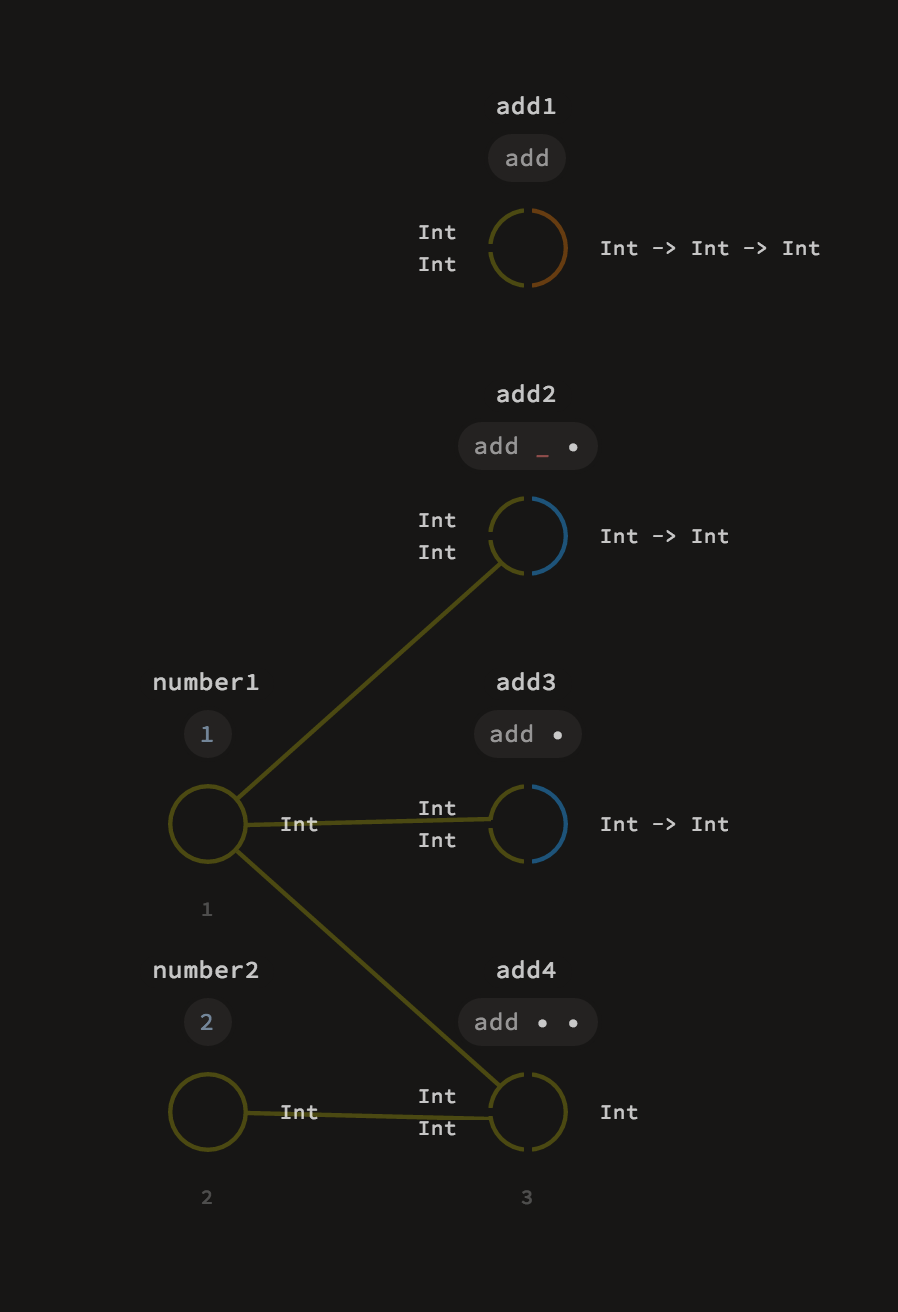 add1
add
Int
Int
Int -> Int -> Int
add2
add _ •
Int
Int
Int -> Int
number1
1
Int
1
add3
add •
Int
Int
Int -> Int
number2
2
Int
2
add4
add • •
Int
Int
Int
3